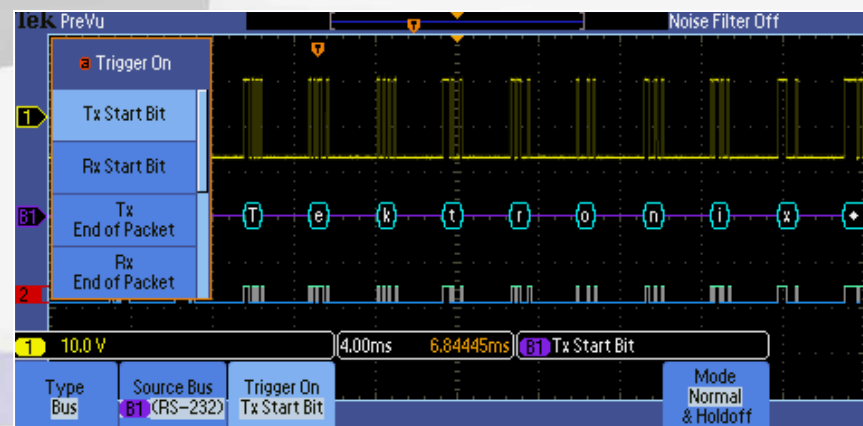 Tek PreVu
Noise Filter Off
a Trigger On
Tx Start Bit
Rx Start Bit
Tx
End of Packet
Rx
End of Packet
T
T
1
B1
T e k t r o n i x
2
1 10.0 V
4.00ms 6.84445ms
B1 Tx Start Bit
Type
Bus
Source Bus
B1 (RS-232)
Trigger On
Tx Start Bit
Mode
Normal
& Holdoff